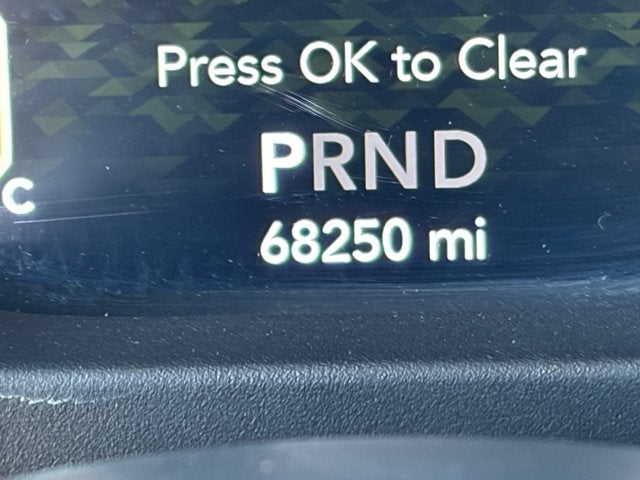 Press OK to Clear
PRND
C
68250 mi